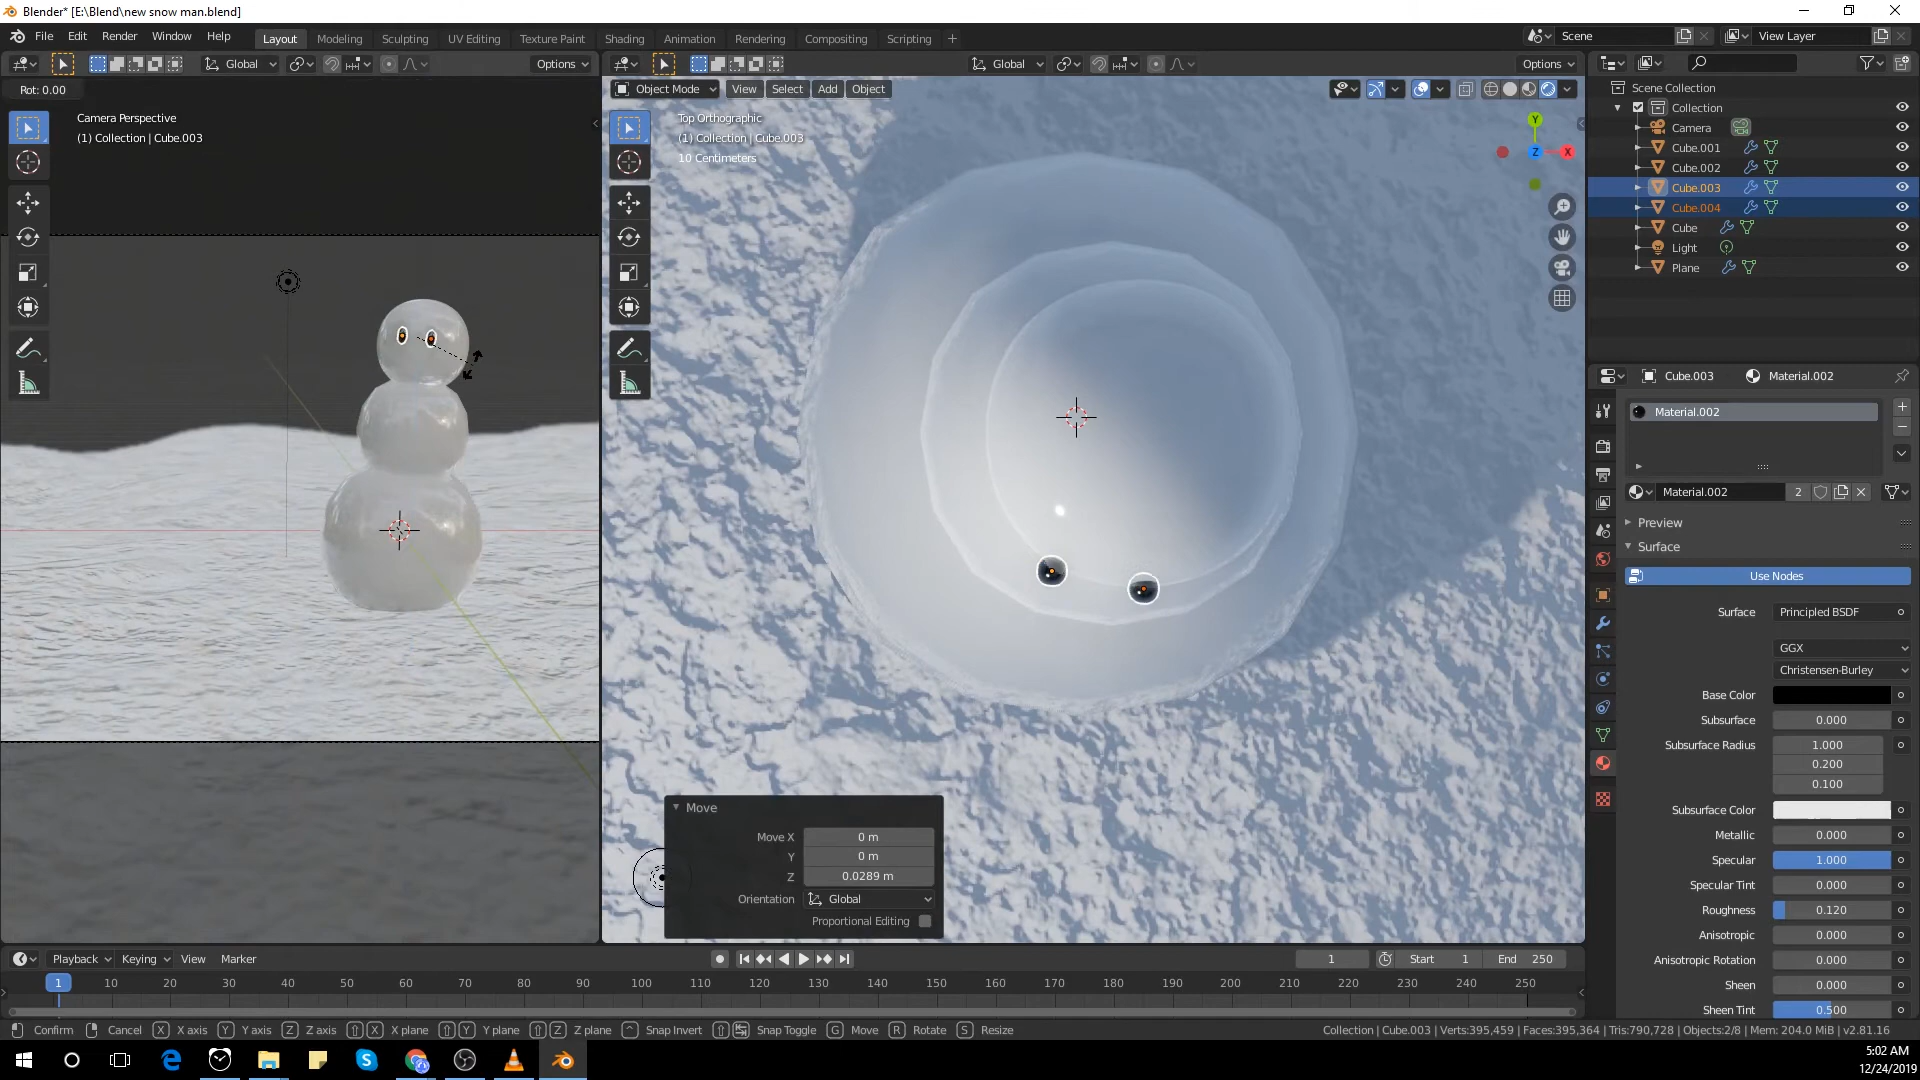 Blender* [E:\Blend\new snow man.blend]
File Edit Render Window Help
Layout Modeling Sculpting UV Editing Texture Paint Shading Animation Rendering Compositing Scripting +
Scene View Layer
Global Options
Global Options
Rot: 0.00
Object Mode View Select Add Object
Camera Perspective
(1) Collection | Cube.003
Top Orthographic
(1) Collection | Cube.003
10 Centimeters
Y
Z
X
Scene Collection
Collection
Camera
Cube.001
Cube.002
Cube.003
Cube.004
Cube
Light
Plane
Cube.003 Material.002
Material.002
Material.002 2
Preview
Surface
Use Nodes
Surface Principled BSDF
GGX
Christensen-Burley
Base Color
Subsurface 0.000
Subsurface Radius 1.000
0.200
0.100
Subsurface Color
Metallic 0.000
Specular 1.000
Specular Tint 0.000
Roughness 0.120
Anisotropic 0.000
Anisotropic Rotation 0.000
Sheen 0.000
Sheen Tint 0.500
Move
Move X 0 m
Y 0 m
Z 0.0289 m
Orientation Global
Proportional Editing
Playback Keying View Marker
1 Start 1 End 250
1 10 20 30 40 50 60 70 80 90 100 110 120 130 140 150 160 170 180 190 200 210 220 230 240 250
Confirm Cancel X X axis Y Y axis Z Z axis X X plane Y Y plane Z Z plane Snap Invert Snap Toggle G Move R Rotate S Resize
Collection | Cube.003 | Verts:395,459 | Faces:395,364 | Tris:790,728 | Objects:2/8 | Mem: 204.0 MiB | v2.81.16
5:02 AM
12/24/2019